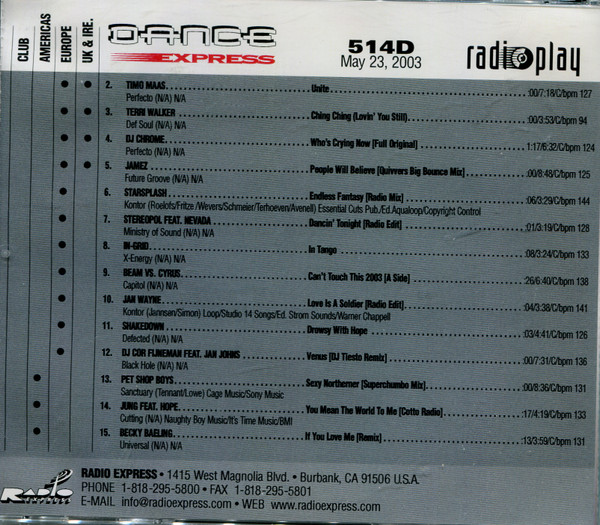 CLUB
AMERICAS
EUROPE
UK & IRE.
DANCE
EXPRESS
514D
May 23, 2003
radioplay
2. TIMO MAAS Unite :00/7:18/C/bpm 127
Perfecto (N/A) N/A
3. TERRI WALKER Ching Ching (Lovin' You Still) :00/3:53/C/bpm 94
Def Soul (N/A) N/A
4. DJ CHROME Who's Crying Now [Full Original] 1:17/6:32/C/bpm 124
Perfecto (N/A) N/A
5. JAMEZ People Will Believe [Quivvers Big Bounce Mix] :00/8:48/C/bpm 125
Future Groove (N/A) N/A
6. STARSPLASH Endless Fantasy [Radio Mix] :06/3:29/C/bpm 144
Kontor (Roelofs/Fritze /Wevers/Schmeier/Terhoeven/Avenell) Essential Cuts Pub./Ed.Aqualoop/Copyright Control
7. STEREOPOL FEAT. NEVADA Dancin' Tonight [Radio Edit] :01/3:19/C/bpm 128
Ministry of Sound (N/A) N/A
8. IN-GRID In Tango :08/3:24/C/bpm 133
X-Energy (N/A) N/A
9. BEAM VS. CYRUS Can't Touch This 2003 [A Side] :26/6:40/C/bpm 138
Capitol (N/A) N/A
10. JAN WAYNE Love Is A Soldier [Radio Edit] :04/3:38/C/bpm 141
Kontor (Jannsen/Simon) Loop/Studio 14 Songs/Ed. Strom Sounds/Warner Chappell
11. SHAKEDOWN Drowsy With Hope :03/4:41/C/bpm 126
Defected (N/A) N/A
12. DJ COR FIJNEMAN FEAT. JAN JOHNS Venus [DJ Tiesto Remix] :00/7:31/C/bpm 136
Black Hole (N/A) N/A
13. PET SHOP BOYS Sexy Northerner [Superchumbo Mix] :00/8:36/C/bpm 131
Sanctuary (Tennant/Lowe) Cage Music/Sony Music
14. JUNG FEAT. HOPE You Mean The World To Me [Cotto Radio] :17/4:19/C/bpm 133
Cutting (N/A) Naughty Boy Music/It's Time Music/BMI
15. BECKY BAELING If You Love Me [Remix] :13/3:59/C/bpm 131
Universal (N/A) N/A
RADIO EXPRESS • 1415 West Magnolia Blvd. • Burbank, CA 91506 U.S.A.
PHONE 1-818-295-5800 • FAX 1-818-295-5801
E-MAIL info@radioexpress.com • WEB www.radioexpress.com
RADIO
EXPRESS